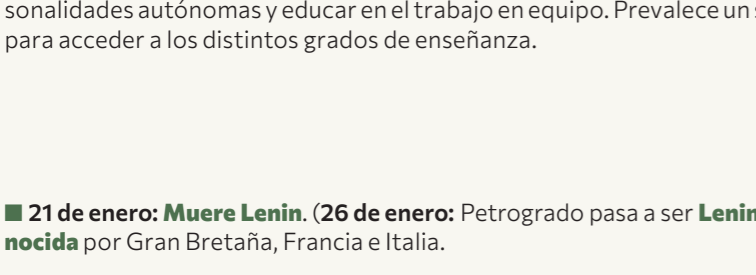 sonalidades autónomas y educar en el trabajo en equipo. Prevalece un
para acceder a los distintos grados de enseñanza.
■ 21 de enero: Muere Lenin. (26 de enero: Petrogrado pasa a ser Lenin
nocida por Gran Bretaña, Francia e Italia.